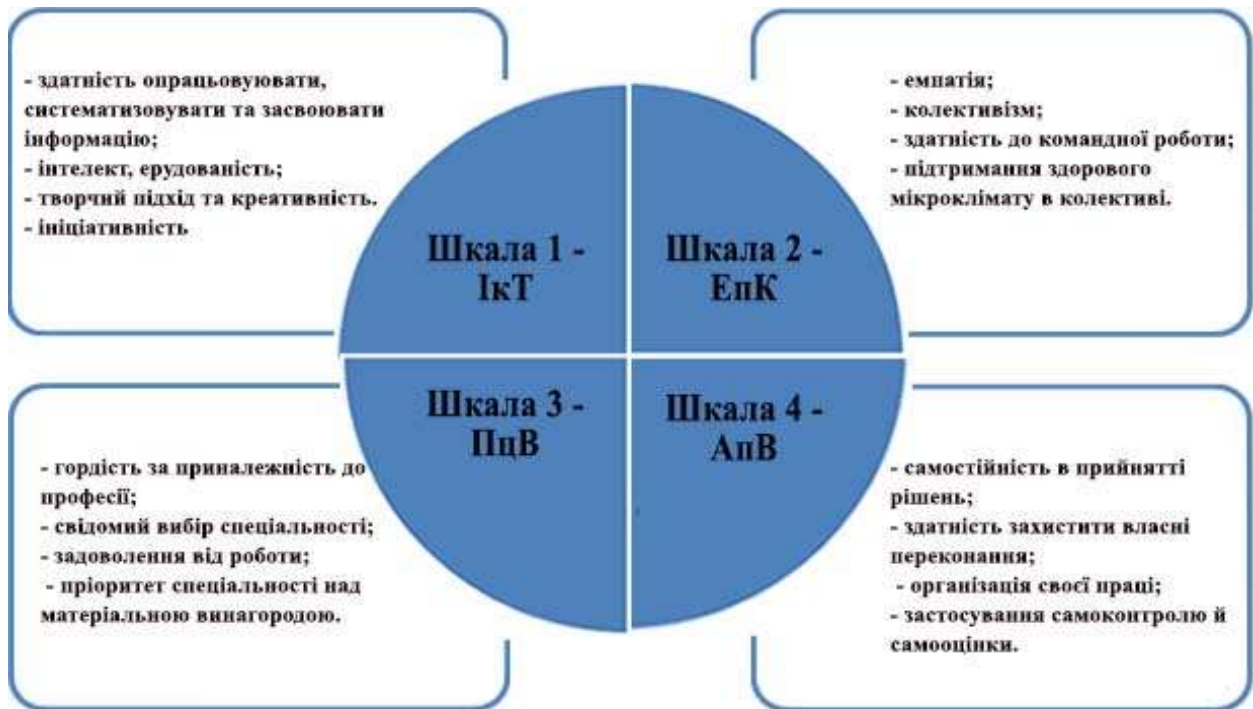 - здатність опрацьовуювати,
систематизовувати та засвоювати
інформацію;
- інтелект, ерудованість;
- творчий підхід та креативність.
- ініціативність
- емпатія;
- колективізм;
- здатність до командної роботи;
- підтримання здорового
мікроклімату в колективі.
Шкала 1 -
ІкТ
Шкала 2 -
ЕпК
Шкала 3 -
ПцВ
Шкала 4 -
АпВ
- гордість за приналежність до
професії;
- свідомий вибір спеціальності;
- задоволення від роботи;
- пріоритет спеціальності над
матеріальною винагородою.
- самостійність в прийнятті
рішень;
- здатність захистити власні
переконання;
- організація своєї праці;
- застосування самоконтролю й
самооцінки.